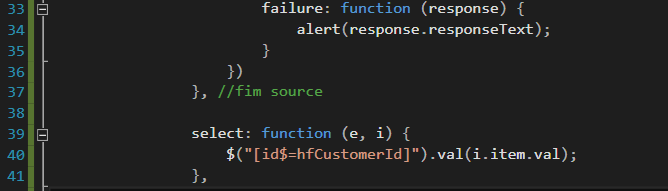 33 failure: function (response) {
34 alert(response.responseText);
35 }
36 })
37 }, //fim source
38
39 select: function (e, i) {
40 $("[id$=hfCustomerId]").val(i.item.val);
41 },